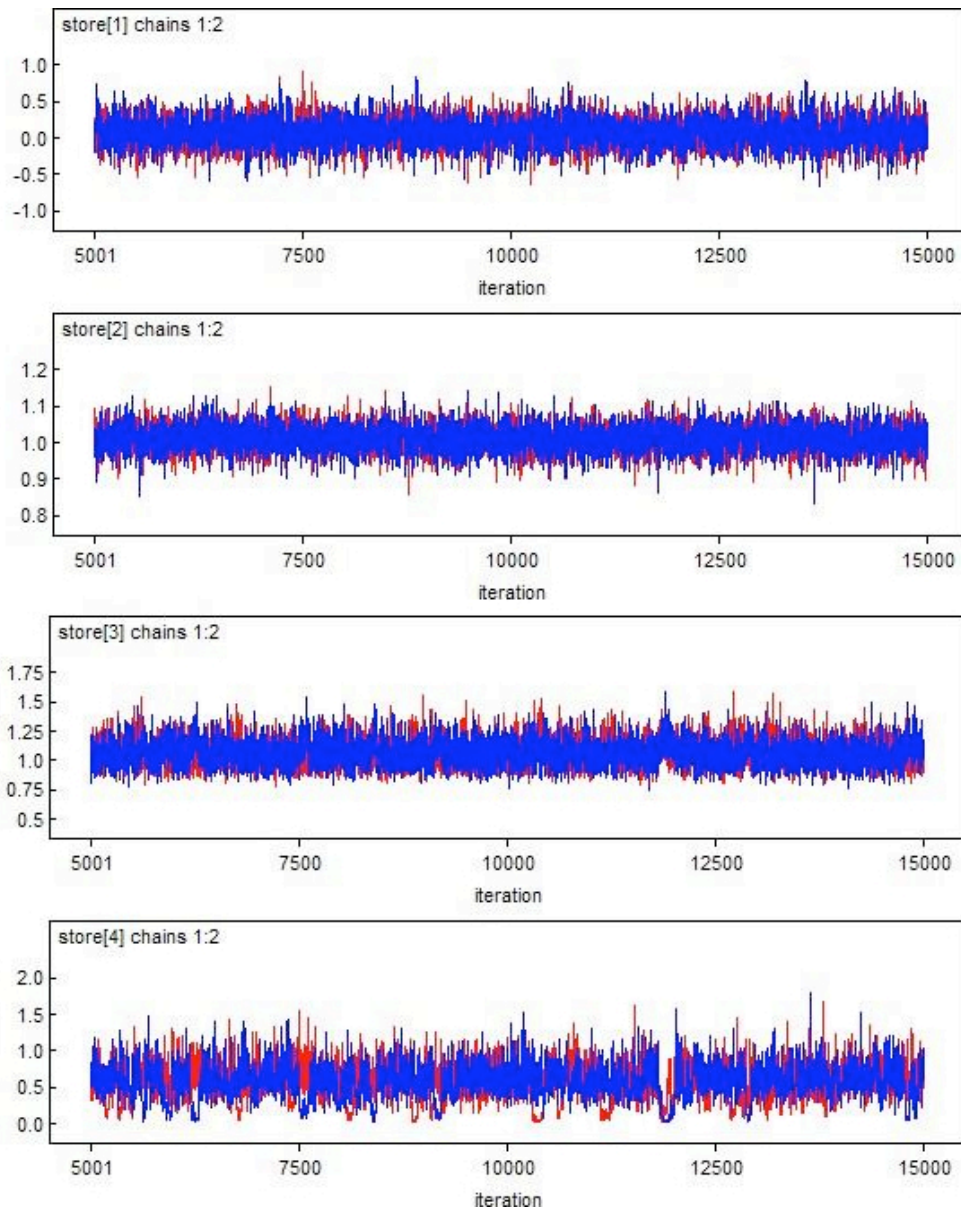 store[1] chains 1:2
1.0
0.5
0.0
-0.5
-1.0
5001 7500 10000 12500 15000
iteration
store[2] chains 1:2
1.2
1.1
1.0
0.9
0.8
5001 7500 10000 12500 15000
iteration
store[3] chains 1:2
1.75
1.5
1.25
1.0
0.75
0.5
5001 7500 10000 12500 15000
iteration
store[4] chains 1:2
2.0
1.5
1.0
0.5
0.0
5001 7500 10000 12500 15000
iteration